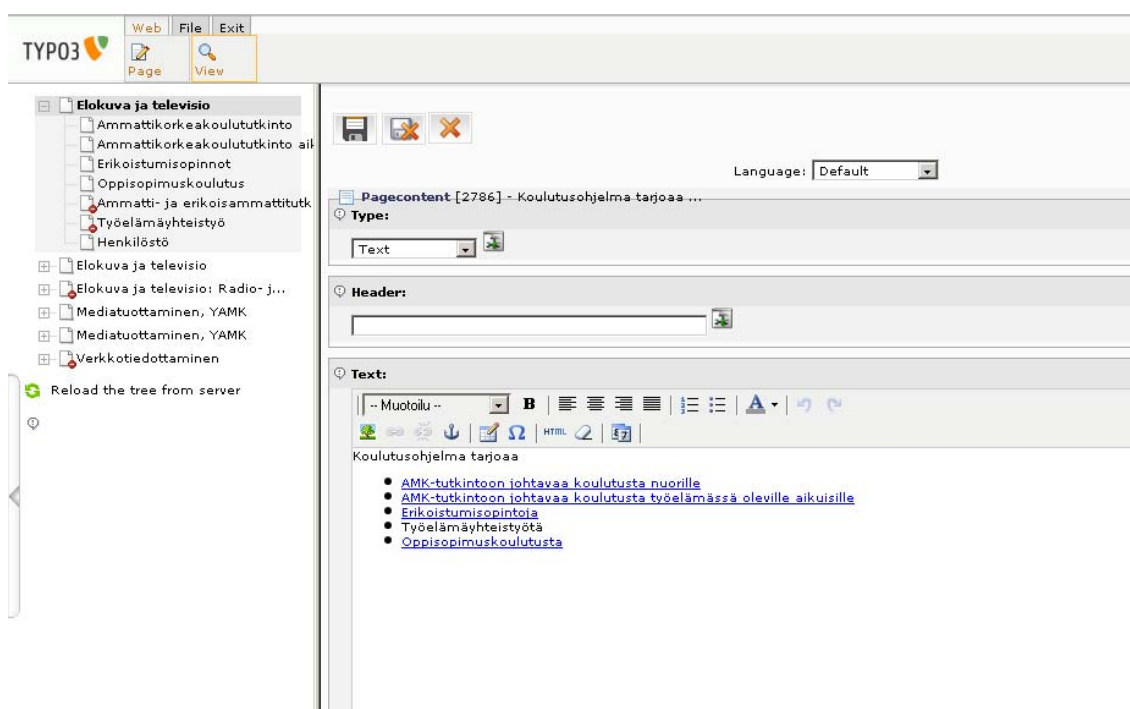 Web File Exit
TYPO3
Page View
Elokuva ja televisio
Ammattikorkeakoulututkinto
Ammattikorkeakoulututkinto aik
Erikoistumisopinnot
Oppisopimuskoulutus
Ammatti- ja erikoisammattitutk
Työelämäyhteistyö
Henkilöstö
Elokuva ja televisio
Elokuva ja televisio: Radio- j...
Mediatuottaminen, YAMK
Mediatuottaminen, YAMK
Verkkotiedottaminen
Reload the tree from server
Language: Default
Pagecontent [2786] - Koulutusohjelma tarjoaa ...
Type:
Text
Header:
Text:
-- Muotoilu -- B A
Ω HTML
Koulutusohjelma tarjoaa
AMK-tutkintoon johtavaa koulutusta nuorille
AMK-tutkintoon johtavaa koulutusta työelämässä oleville aikuisille
Erikoistumisopintoja
Työelämäyhteistyötä
Oppisopimuskoulutusta